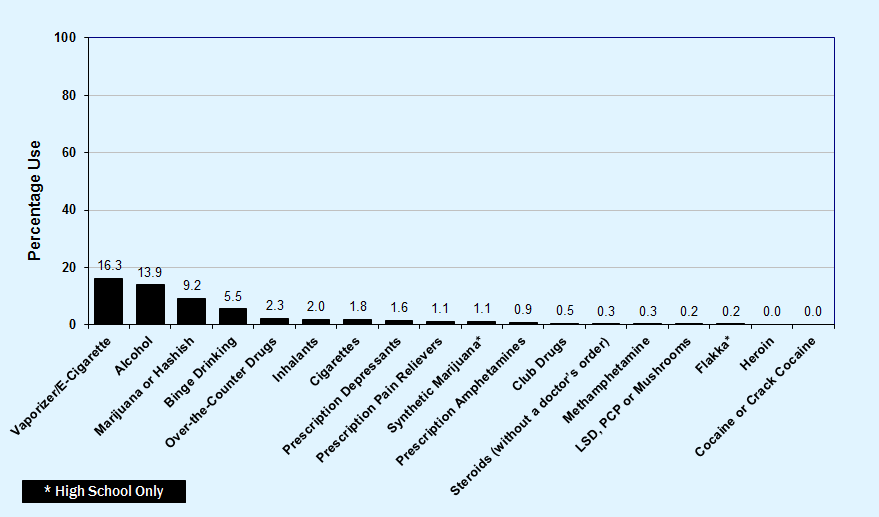 100
80
60
40
20
0
Percentage Use
16.3
13.9
9.2
5.5
2.3
2.0
1.8
1.6
1.1
1.1
0.9
0.5
0.3
0.3
0.2
0.2
0.0
0.0
Vaporizer/E-Cigarette
Alcohol
Marijuana or Hashish
Binge Drinking
Over-the-Counter Drugs
Inhalants
Cigarettes
Prescription Depressants
Prescription Pain Relievers
Synthetic Marijuana*
Prescription Amphetamines
Club Drugs
Steroids (without a doctor's order)
Methamphetamine
LSD, PCP or Mushrooms
Flakka*
Heroin
Cocaine or Crack Cocaine
* High School Only